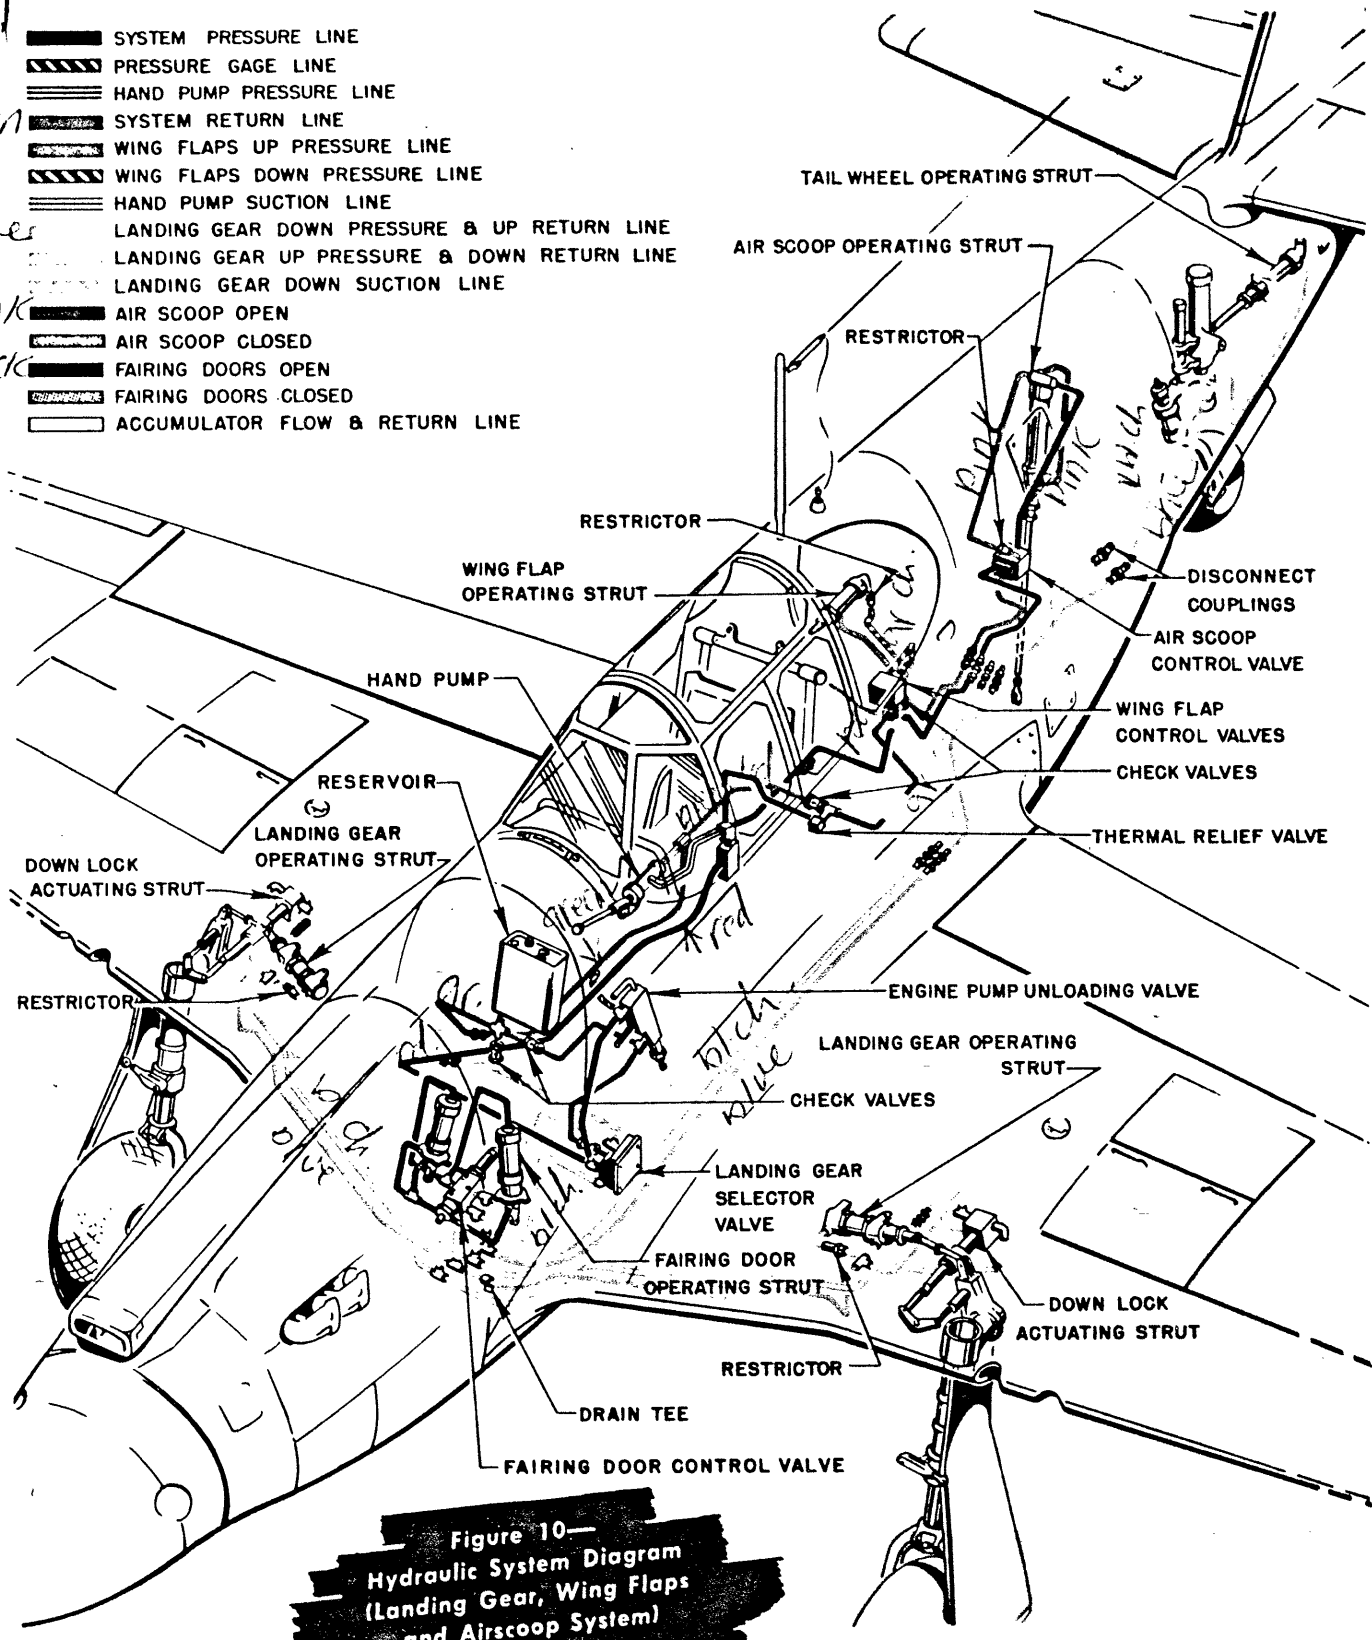 SYSTEM PRESSURE LINE
PRESSURE GAGE LINE
HAND PUMP PRESSURE LINE
SYSTEM RETURN LINE
WING FLAPS UP PRESSURE LINE
WING FLAPS DOWN PRESSURE LINE
HAND PUMP SUCTION LINE
LANDING GEAR DOWN PRESSURE & UP RETURN LINE
LANDING GEAR UP PRESSURE & DOWN RETURN LINE
LANDING GEAR DOWN SUCTION LINE
AIR SCOOP OPEN
AIR SCOOP CLOSED
FAIRING DOORS OPEN
FAIRING DOORS CLOSED
ACCUMULATOR FLOW & RETURN LINE
TAIL WHEEL OPERATING STRUT
AIR SCOOP OPERATING STRUT
RESTRICTOR
pink
pink
RESTRICTOR
WING FLAP
OPERATING STRUT
DISCONNECT
COUPLINGS
AIR SCOOP
CONTROL VALVE
HAND PUMP
WING FLAP
CONTROL VALVES
RESERVOIR
CHECK VALVES
LANDING GEAR
OPERATING STRUT
THERMAL RELIEF VALVE
DOWN LOCK
ACTUATING STRUT
green
red
RESTRICTOR
ENGINE PUMP UNLOADING VALVE
blue
LANDING GEAR OPERATING
STRUT
CHECK VALVES
LANDING GEAR
SELECTOR
VALVE
FAIRING DOOR
OPERATING STRUT
DOWN LOCK
ACTUATING STRUT
RESTRICTOR
DRAIN TEE
FAIRING DOOR CONTROL VALVE
Figure 10—
Hydraulic System Diagram
(Landing Gear, Wing Flaps
and Airscoop System)